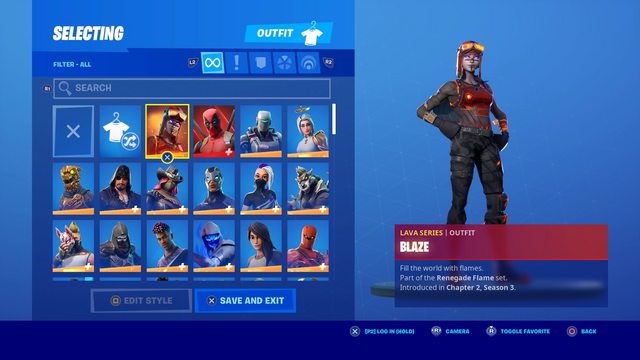 SELECTING
OUTFIT
FILTER - ALL
L2
R2
R3
SEARCH
EDIT STYLE
SAVE AND EXIT
LAVA SERIES | OUTFIT
BLAZE
Fill the world with flames.
Part of the Renegade Flame set.
Introduced in Chapter 2, Season 3.
[P2] LOG IN (HOLD)
CAMERA
TOGGLE FAVORITE
BACK